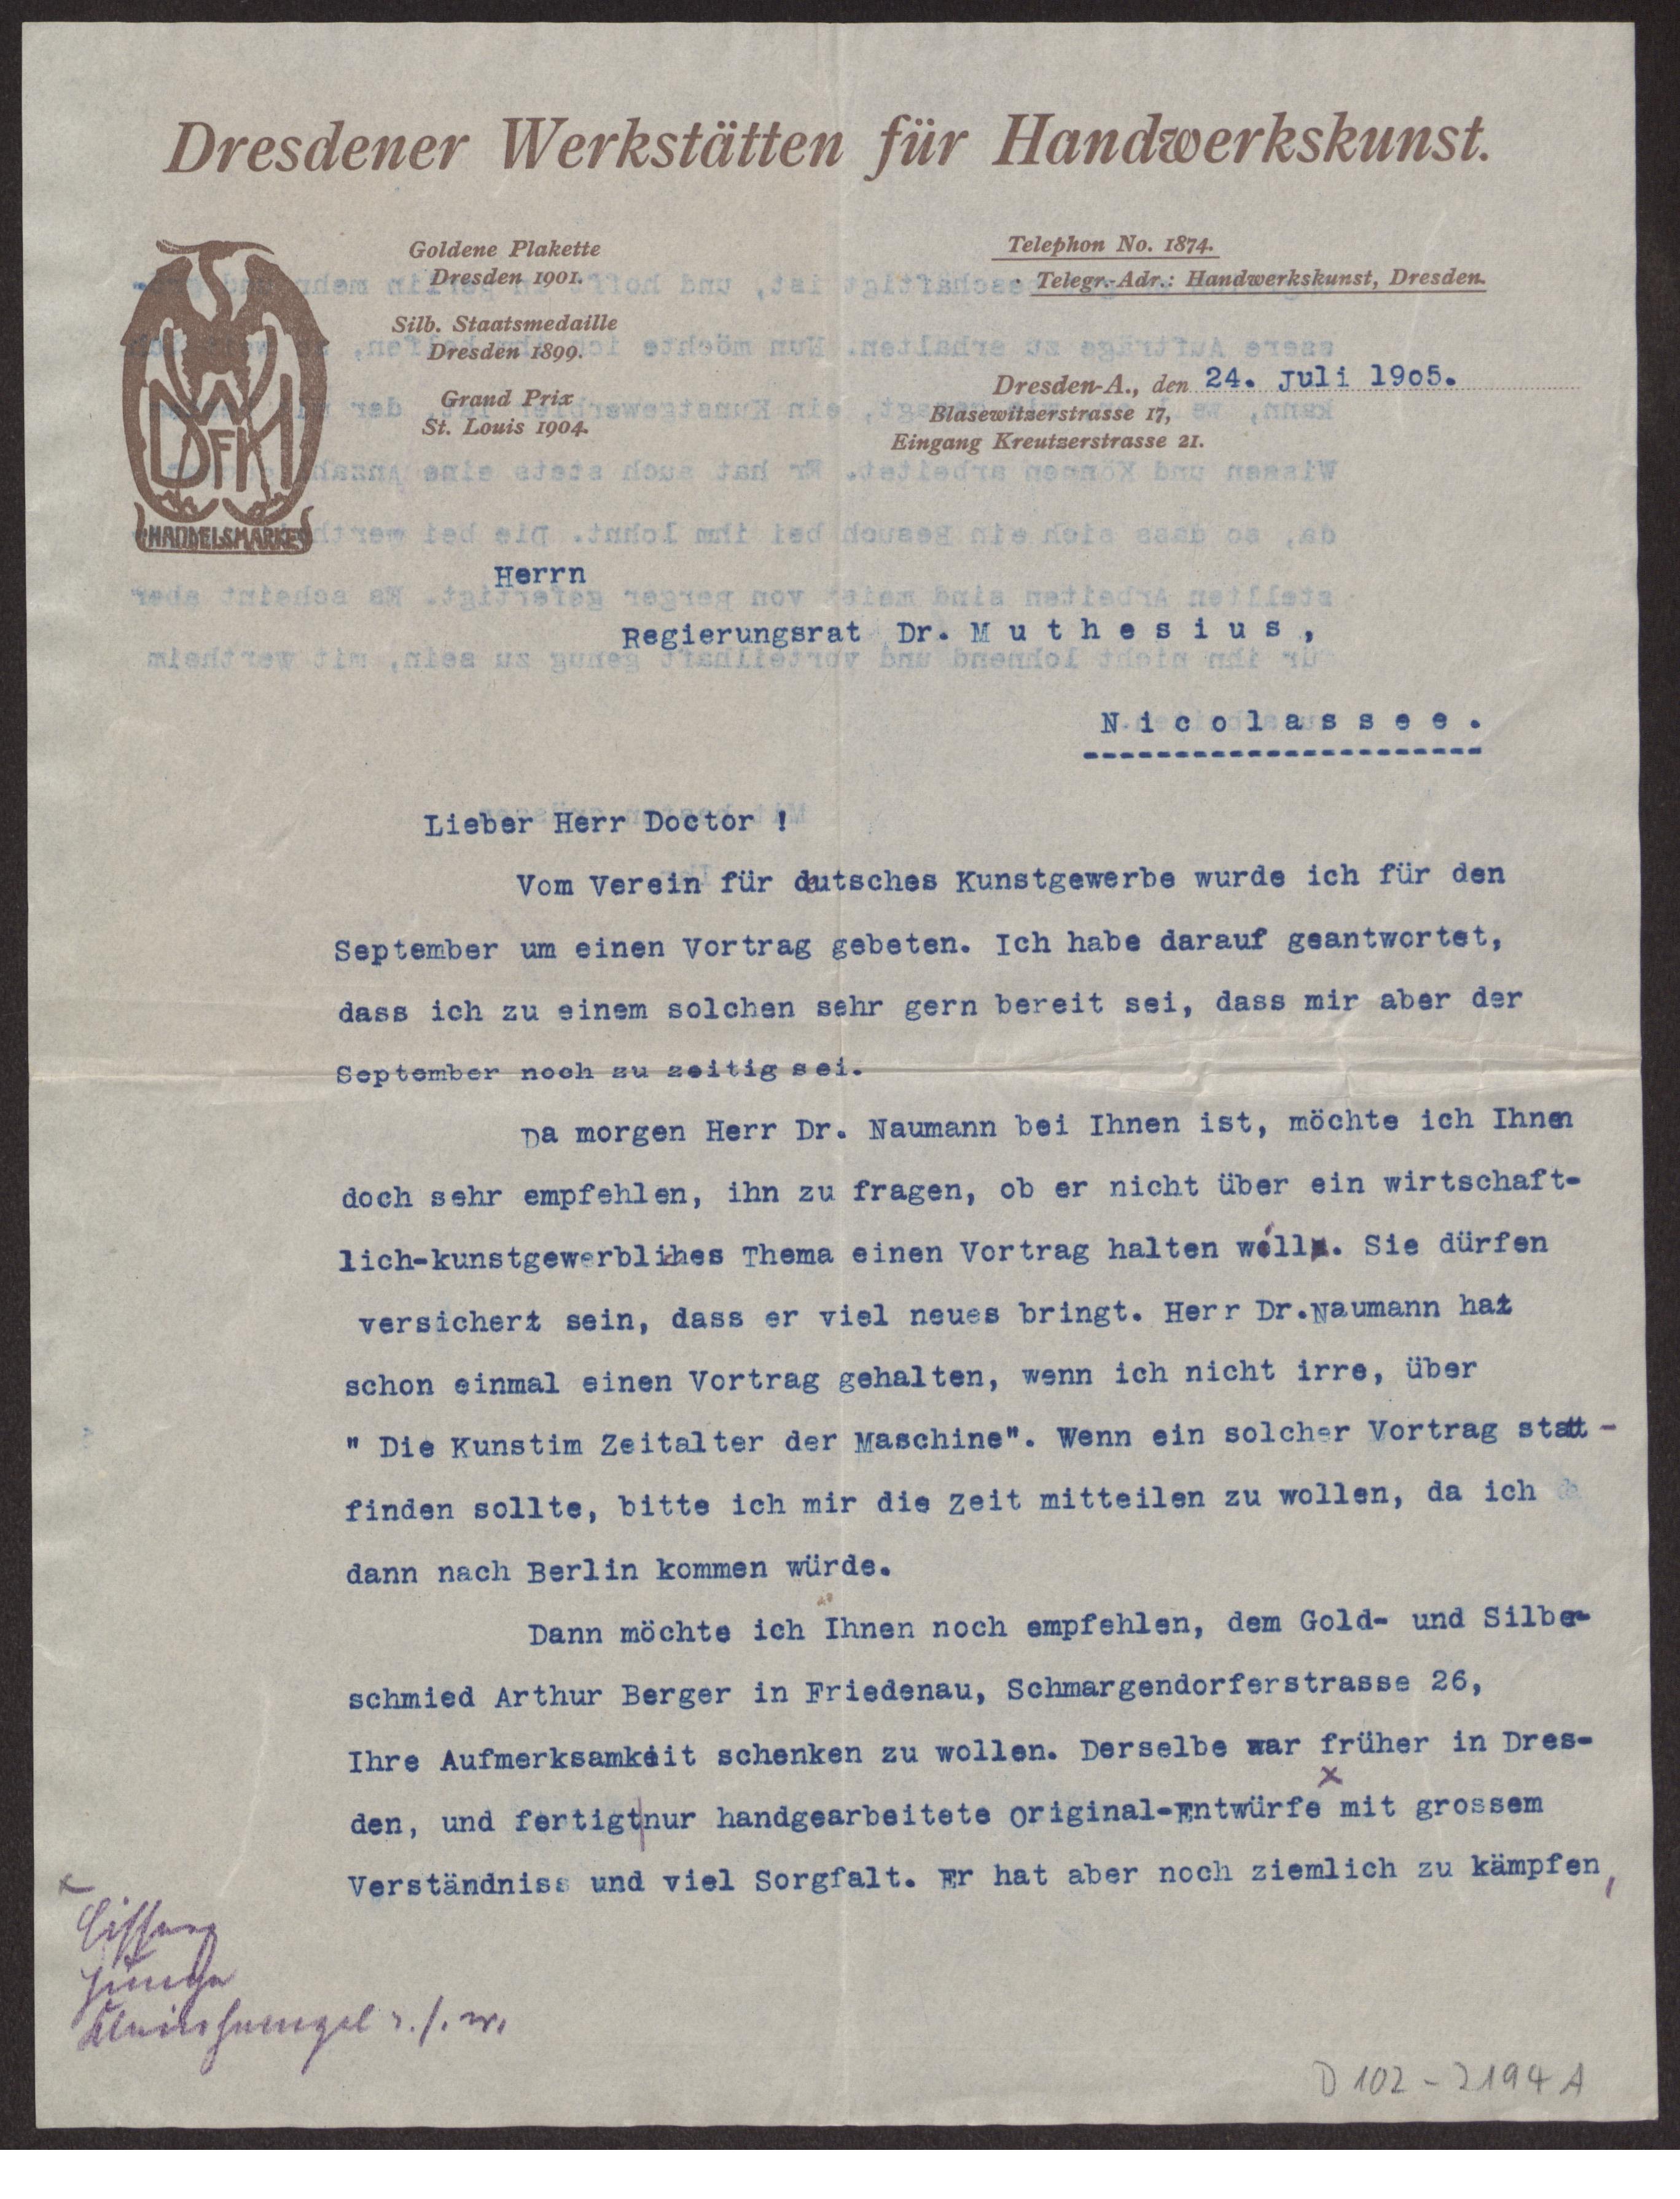 Dresdener Werkstätten für Handwerkskunst.
Goldene Plakette
Dresden 1901.
Silb. Staatsmedaille
Dresden 1899.
Grand Prix
St. Louis 1904.
Telephon No. 1874.
Telegr.-Adr.: Handwerkskunst, Dresden.
Dresden-A., den 24. Juli 1905.
Blasewitzerstrasse 17,
Eingang Kreutzerstrasse 21.
DWFH
HANDELSMARKE
Herrn
Regierungsrat Dr. Muthesius,
Nicolassee.
Lieber Herr Doctor !
Vom Verein für deutsches Kunstgewerbe wurde ich für den
September um einen Vortrag gebeten. Ich habe darauf geantwortet,
dass ich zu einem solchen sehr gern bereit sei, dass mir aber der
September noch zu zeitig sei.
Da morgen Herr Dr. Naumann bei Ihnen ist, möchte ich Ihnen
doch sehr empfehlen, ihn zu fragen, ob er nicht über ein wirtschaft-
lich-kunstgewerbliches Thema einen Vortrag halten will. Sie dürfen
versichert sein, dass er viel neues bringt. Herr Dr.Naumann hat
schon einmal einen Vortrag gehalten, wenn ich nicht irre, über
" Die Kunstim Zeitalter der Maschine". Wenn ein solcher Vortrag statt-
finden sollte, bitte ich mir die Zeit mitteilen zu wollen, da ich
dann nach Berlin kommen würde.
Dann möchte ich Ihnen noch empfehlen, dem Gold- und Silber-
schmied Arthur Berger in Friedenau, Schmargendorferstrasse 26,
Ihre Aufmerksamkeit schenken zu wollen. Derselbe war früher in Dres-
den, und fertigt|nur handgearbeitete Original-Entwürfe x mit grossem
Verständniss und viel Sorgfalt. Er hat aber noch ziemlich zu kämpfen,
x
Kleinhempel u.s.w.
D 102-2194 A